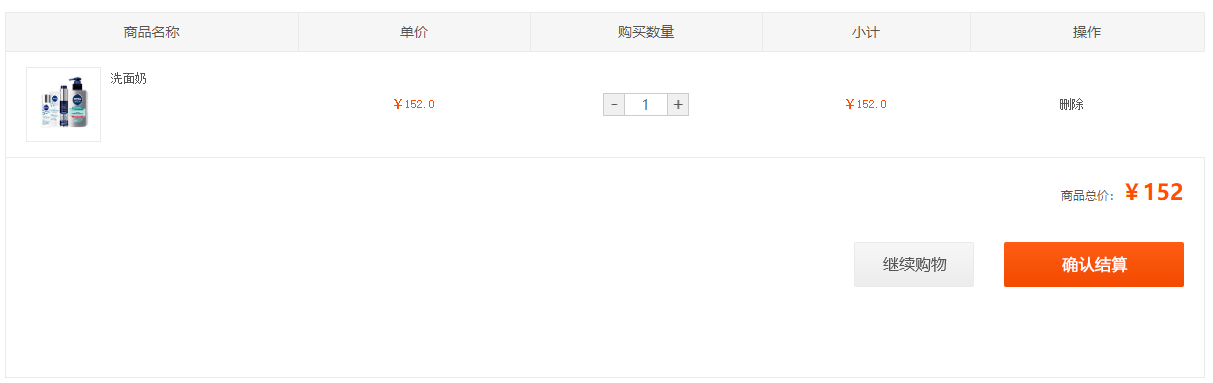 商品名称 单价 购买数量 小计 操作
洗面奶
￥152.0 - 1 + ￥152.0 删除
商品总价： ￥152
继续购物 确认结算